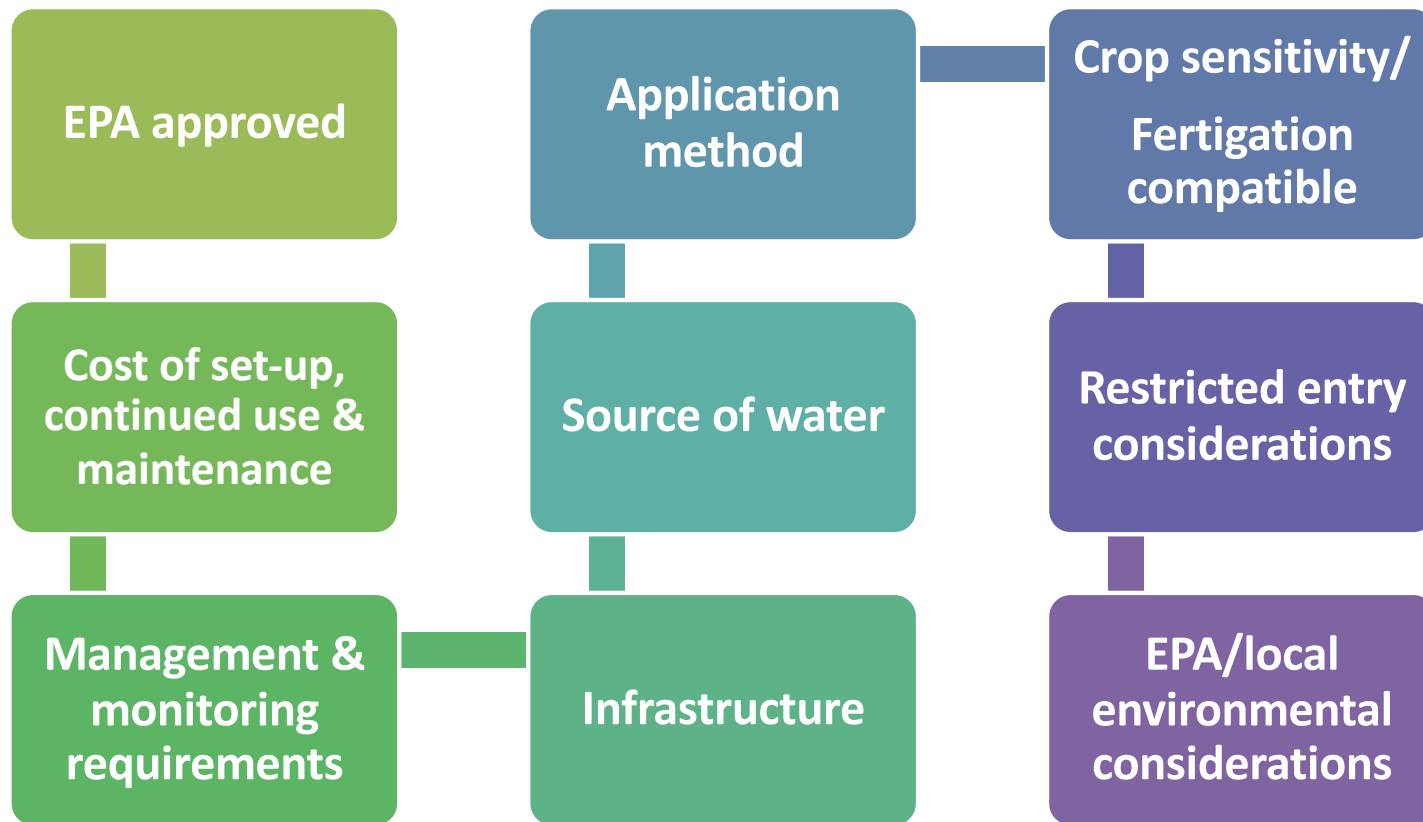 EPA approved
Cost of set-up,
continued use &
maintenance
Management &
monitoring
requirements
Infrastructure
Source of water
Application
method
Crop sensitivity/
Fertigation
compatible
Restricted entry
considerations
EPA/local
environmental
considerations